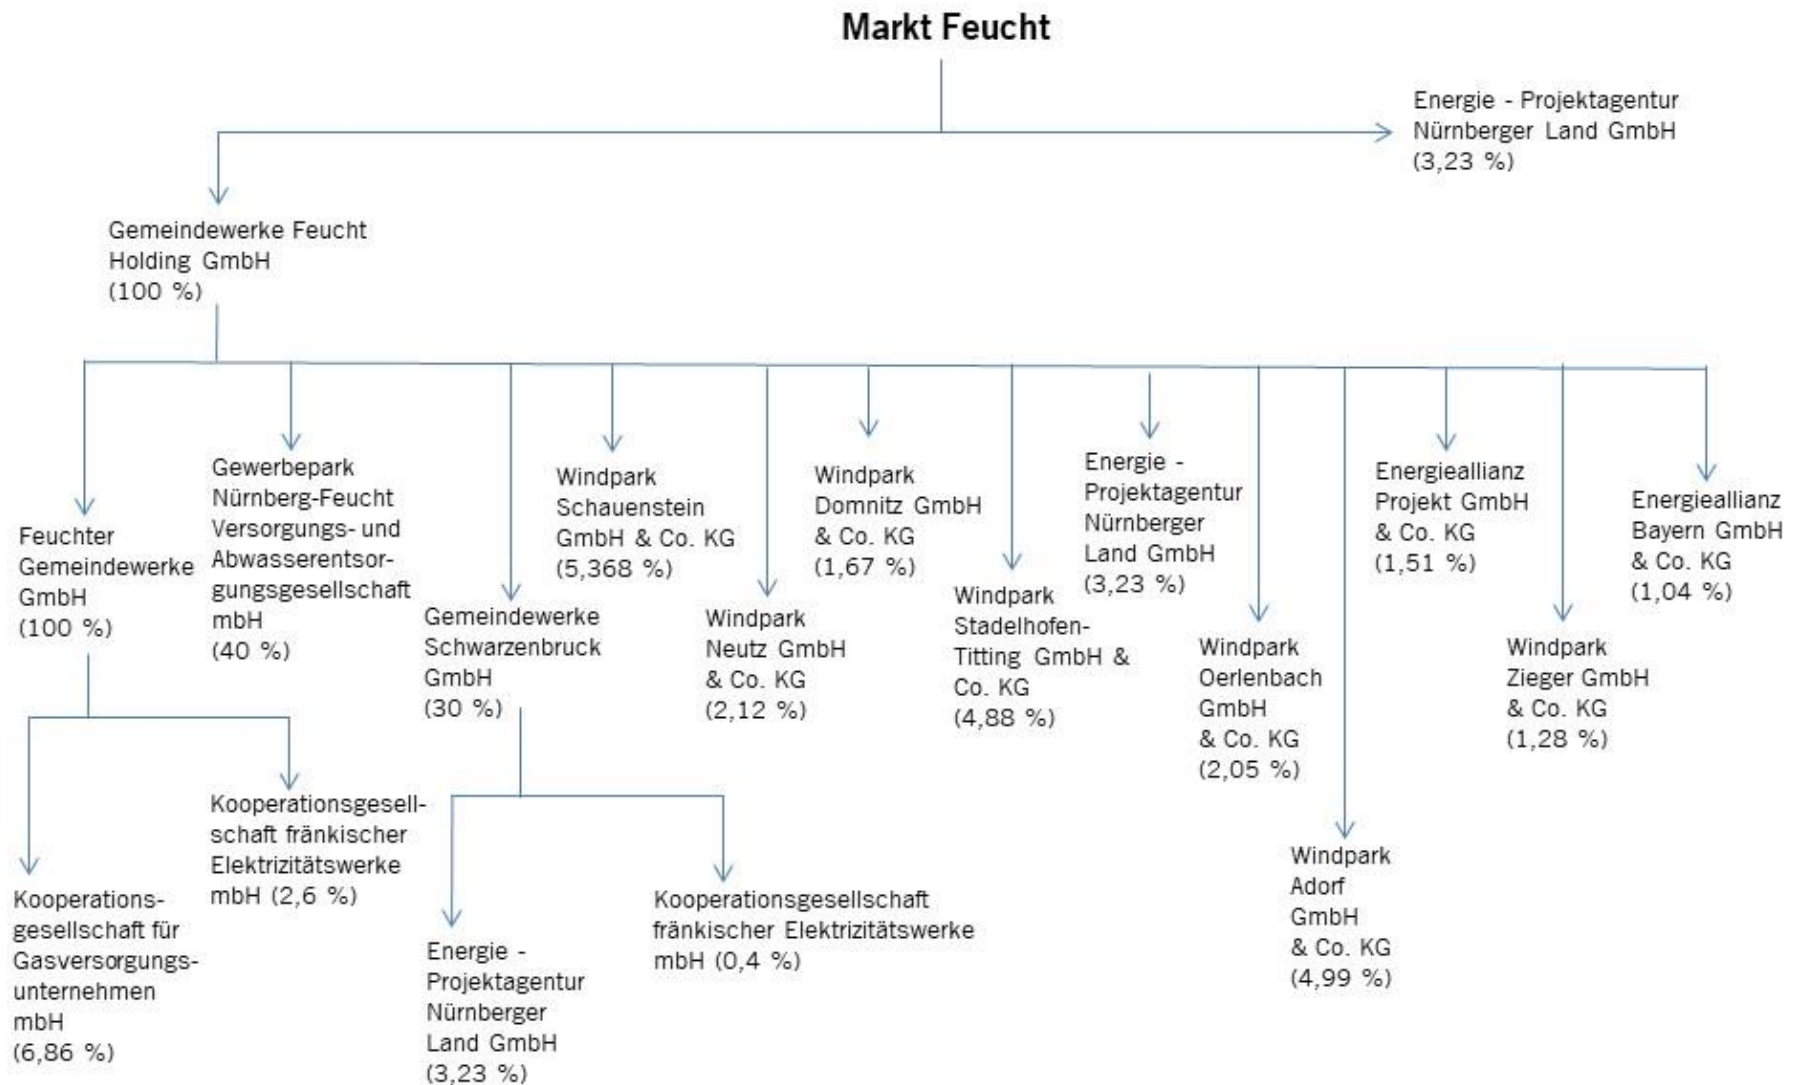 Markt Feucht
Energie - Projektagentur
Nürnberger Land GmbH
(3,23 %)
Gemeindewerke Feucht
Holding GmbH
(100 %)
Feuchter
Gemeindewerke
GmbH
(100 %)
Gewerbepark
Nürnberg-Feucht
Versorgungs- und
Abwasserentsor-
gungsgesellschaft
mbH
(40 %)
Gemeindewerke
Schwarzenbruck
GmbH
(30 %)
Windpark
Schauenstein
GmbH & Co. KG
(5,368 %)
Windpark
Neutz GmbH
& Co. KG
(2,12 %)
Windpark
Domnitz GmbH
& Co. KG
(1,67 %)
Windpark
Stadelhofen-
Titting GmbH &
Co. KG
(4,88 %)
Energie -
Projektagentur
Nürnberger
Land GmbH
(3,23 %)
Windpark
Oerlenbach
GmbH
& Co. KG
(2,05 %)
Windpark
Adorf
GmbH
& Co. KG
(4,99 %)
Energieallianz
Projekt GmbH
& Co. KG
(1,51 %)
Windpark
Zieger GmbH
& Co. KG
(1,28 %)
Energieallianz
Bayern GmbH
& Co. KG
(1,04 %)
Kooperations-
gesellschaft für
Gasversorgungs-
unternehmen
mbH
(6,86 %)
Kooperationsgesell-
schaft fränkischer
Elektrizitätswerke
mbH (2,6 %)
Energie -
Projektagentur
Nürnberger
Land GmbH
(3,23 %)
Kooperationsgesellschaft
fränkischer Elektrizitätswerke
mbH (0,4 %)